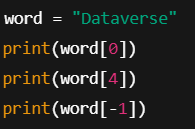 word = "Dataverse"
print(word[0])
print(word[4])
print(word[-1])